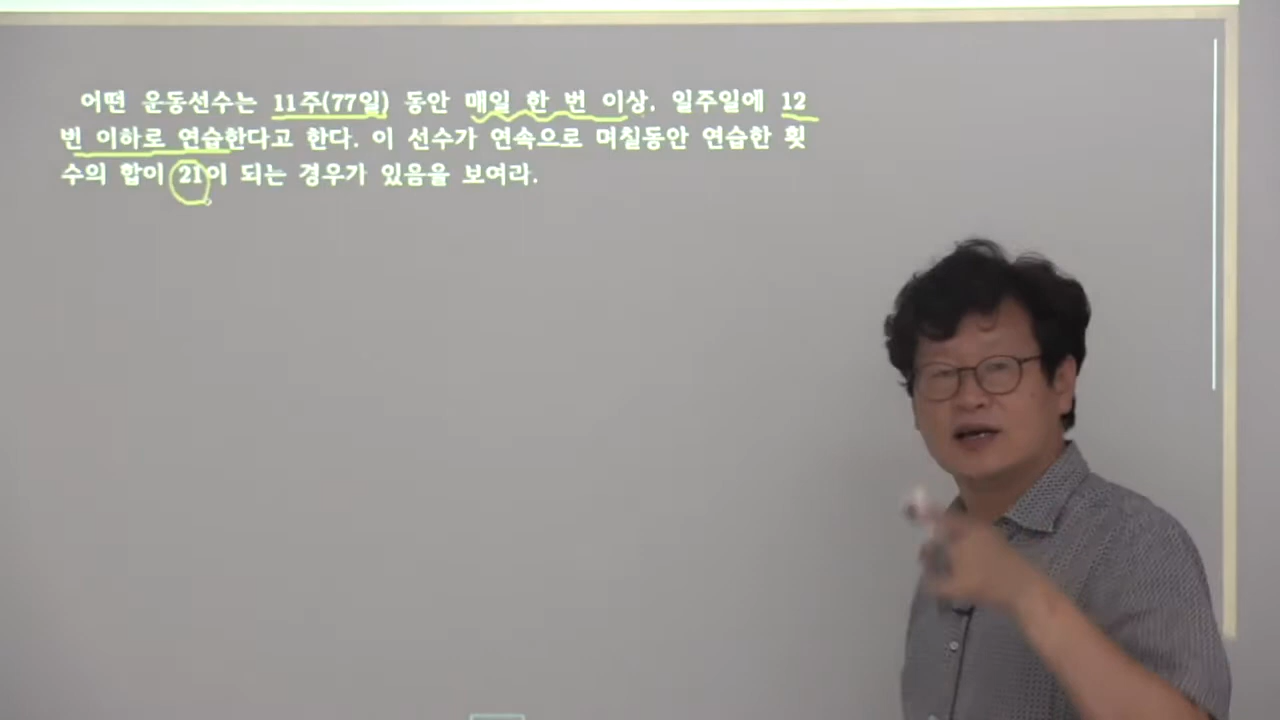 어떤 운동선수는 11주(77일) 동안 매일 한 번 이상, 일주일에 12
번 이하로 연습한다고 한다. 이 선수가 연속으로 며칠동안 연습한 횟
수의 합이 21이 되는 경우가 있음을 보여라.